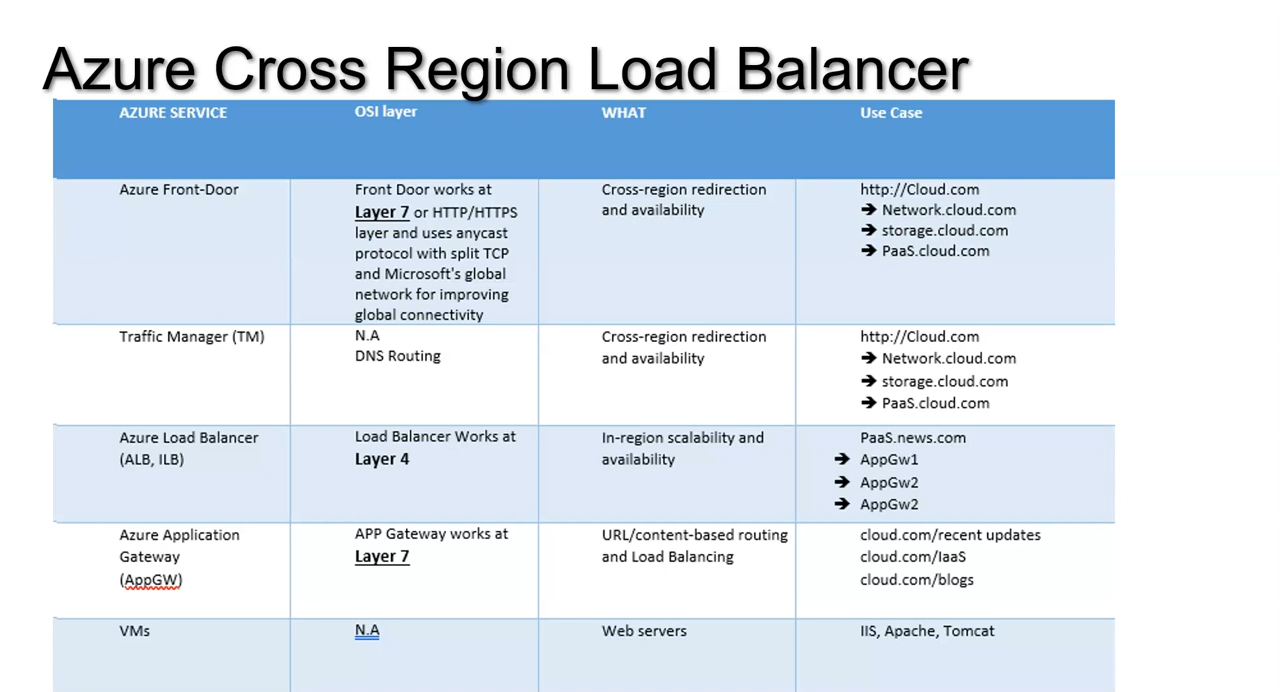 Azure Cross Region Load Balancer
AZURE SERVICE
OSI layer
WHAT
Use Case
Azure Front-Door
Front Door works at
Layer 7 or HTTP/HTTPS
layer and uses anycast
protocol with split TCP
and Microsoft's global
network for improving
global connectivity
Cross-region redirection
and availability
http://Cloud.com
➔ Network.cloud.com
➔ storage.cloud.com
➔ PaaS.cloud.com
Traffic Manager (TM)
N.A
DNS Routing
Cross-region redirection
and availability
http://Cloud.com
➔ Network.cloud.com
➔ storage.cloud.com
➔ PaaS.cloud.com
Azure Load Balancer
(ALB, ILB)
Load Balancer Works at
Layer 4
In-region scalability and
availability
PaaS.news.com
➔ AppGw1
➔ AppGw2
➔ AppGw2
Azure Application
Gateway
(AppGW)
APP Gateway works at
Layer 7
URL/content-based routing
and Load Balancing
cloud.com/recent updates
cloud.com/IaaS
cloud.com/blogs
VMs
N.A
Web servers
IIS, Apache, Tomcat